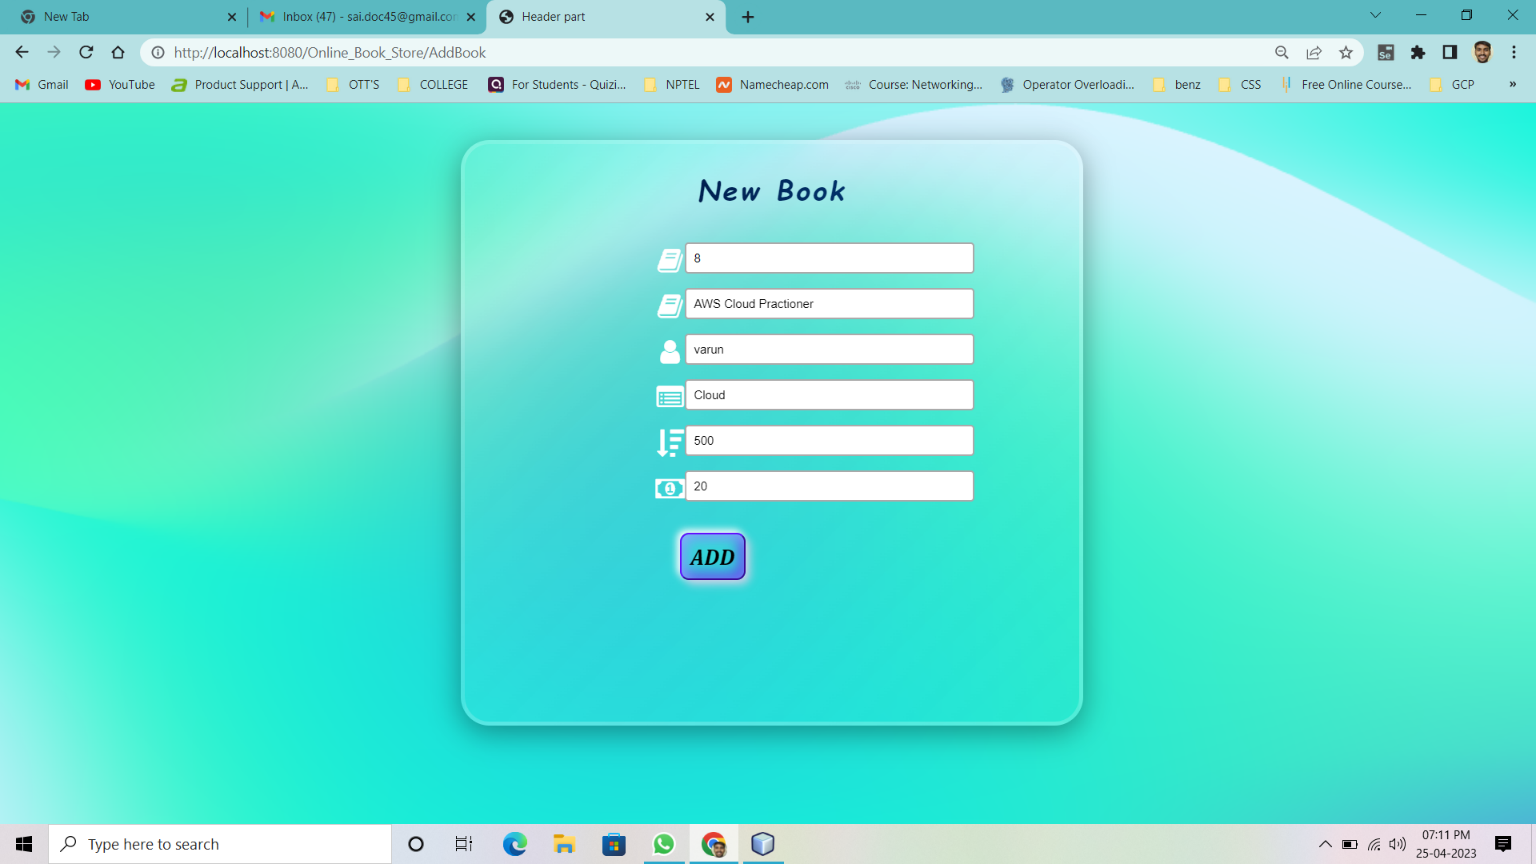 New Tab
Inbox (47) - sai.doc45@gmail.co
Header part
http://localhost:8080/Online_Book_Store/AddBook
Se
Gmail
YouTube
Product Support | A...
OTT'S
COLLEGE
For Students - Quizi...
NPTEL
Namecheap.com
Course: Networking...
Operator Overloadi...
benz
CSS
Free Online Course...
GCP
»
New Book
8
AWS Cloud Practioner
varun
Cloud
500
1
20
ADD
Type here to search
07:11 PM
25-04-2023